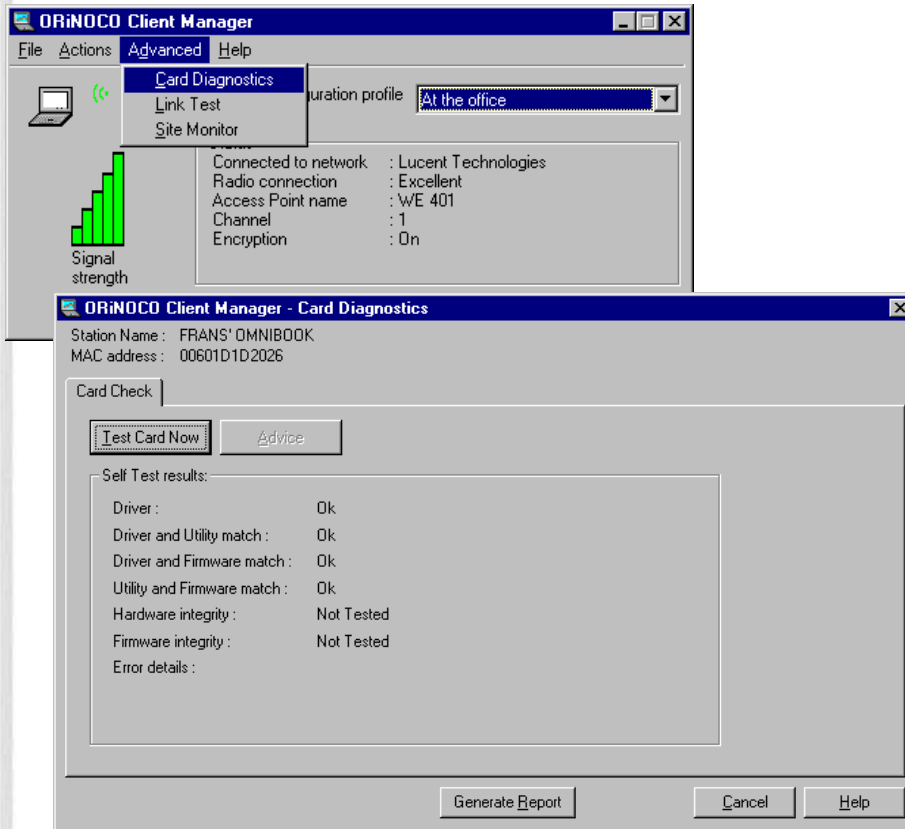 ORiNOCO Client Manager
File Actions Advanced Help
Card Diagnostics
Link Test
Site Monitor
guration profile
At the office
Connected to network : Lucent Technologies
Radio connection : Excellent
Access Point name : WE 401
Channel : 1
Encryption : On
Signal
strength
ORiNOCO Client Manager - Card Diagnostics
Station Name : FRANS' OMNIBOOK
MAC address : 00601D1D2026
Card Check
Test Card Now Advice
Self Test results:
Driver : Ok
Driver and Utility match : Ok
Driver and Firmware match : Ok
Utility and Firmware match : Ok
Hardware integrity : Not Tested
Firmware integrity : Not Tested
Error details :
Generate Report Cancel Help